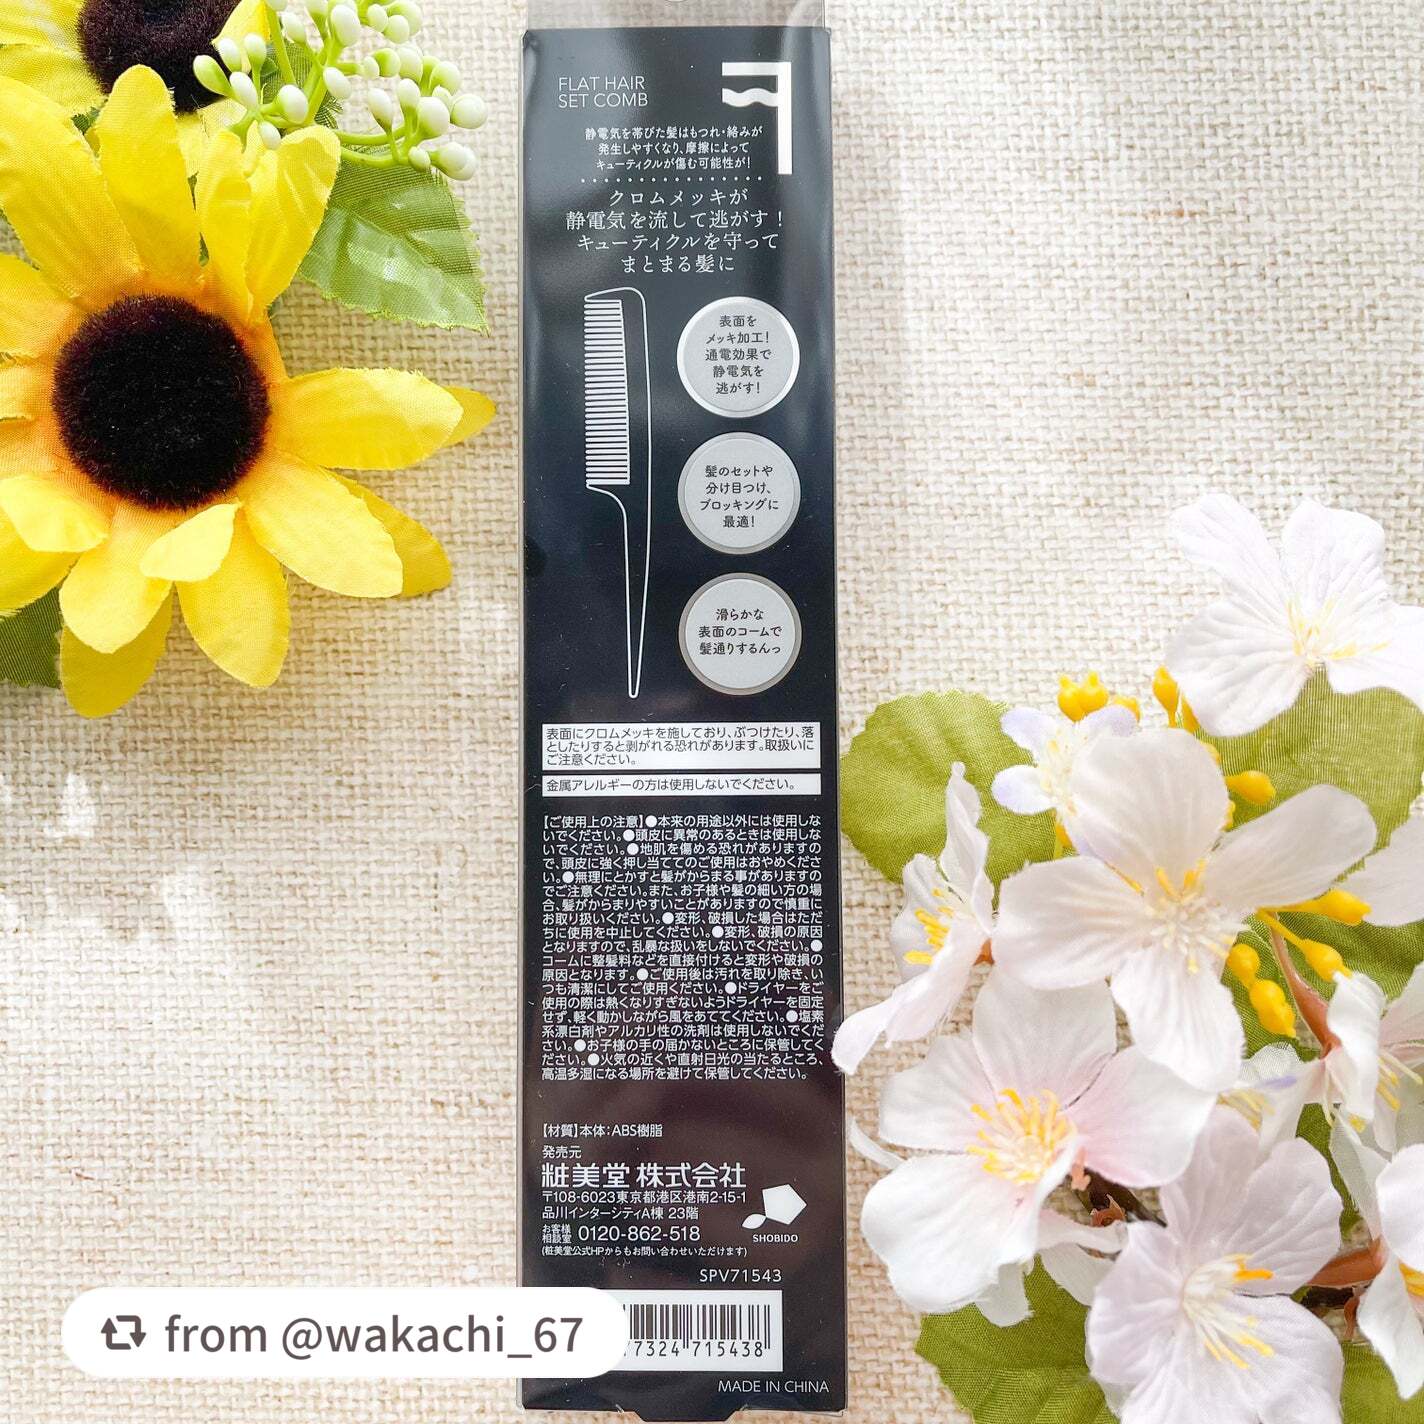 FLAT HAIR
SET COMB
静電気を帯びた髪はもつれ・絡みが
発生しやすくなり、摩擦によって
キューティクルが傷む可能性が!
クロムメッキが
静電気を流して逃がす!
キューティクルを守って
まとまる髪に
表面を
メッキ加工!
通電効果で
静電気を
逃がす!
髪のセットや
分け目つけ、
ブロッキングに
最適!
滑らかな
表面のコームで
髪通りするんっ
表面にクロムメッキを施しており、ぶつけたり、落
としたりすると剥がれる恐れがあります。取扱いに
ご注意ください。
金属アレルギーの方は使用しないでください。
【ご使用上の注意】●本来の用途以外には使用しな
いでください。●頭皮に異常のあるときは使用しな
いでください。●地肌を傷める恐れがありますの
で、頭皮に強く押し当ててのご使用はおやめくださ
い。●無理にとかすと髪がからまる事がありますの
でご注意ください。また、お子様や髪の細い方の場
合、髪がからまりやすいことがありますので慎重に
お取り扱いください。●変形、破損した場合はただ
ちに使用を中止してください。●変形、破損の原因
となりますので、乱暴な扱いをしないでください。●
コームに整髪料などを直接付けると変形や破損の
原因となります。●ご使用後は汚れを取り除き、い
つも清潔にしてご使用ください。●ドライヤーをご
使用の際は熱くなりすぎないようドライヤーを固定
せず、軽く動かしながら風をあててください。●塩素
系漂白剤やアルカリ性の洗剤は使用しないでくだ
さい。●お子様の手の届かないところに保管してく
ださい。●火気の近くや直射日光の当たるところ、
高温多湿になる場所を避けて保管してください。
【材質】本体:ABS樹脂
発売元
粧美堂 株式会社
〒108-6023東京都港区港南2-15-1
品川インターシティA棟 23階
お客様
相談室 0120-862-518
(粧美堂公式HPからもお問い合わせいただけます)
SHOBIDO
SPV71543
from @wakachi_67
7324 715438
MADE IN CHINA